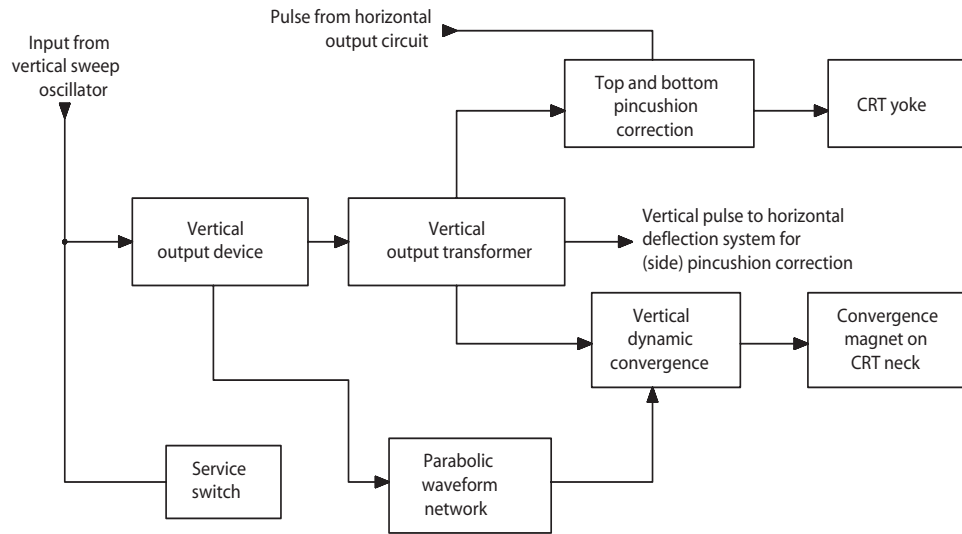 Pulse from horizontal
output circuit
Input from
vertical sweep
oscillator
Top and bottom
pincushion
correction
CRT yoke
Vertical
output device
Vertical
output transformer
Vertical pulse to horizontal
deflection system for
(side) pincushion correction
Vertical
dynamic
convergence
Convergence
magnet on
CRT neck
Service
switch
Parabolic
waveform
network